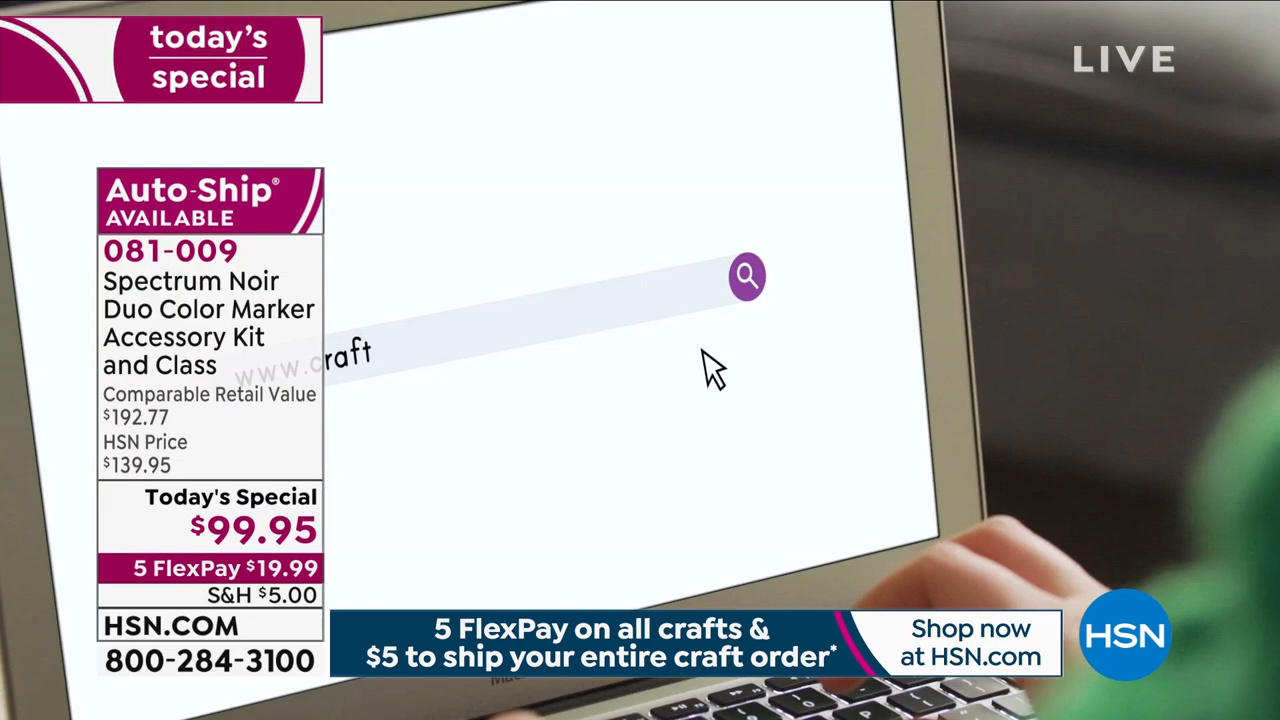 today's
special
LIVE
Auto-Ship®
AVAILABLE
081-009
Spectrum Noir
Duo Color Marker
Accessory Kit
and Class
www.craft
Comparable Retail Value
$192.77
HSN Price
$139.95
Today's Special
$99.95
5 FlexPay $19.99
S&H $5.00
HSN.COM
800-284-3100
5 FlexPay on all crafts &
$5 to ship your entire craft order*
Shop now
at HSN.com
HSN